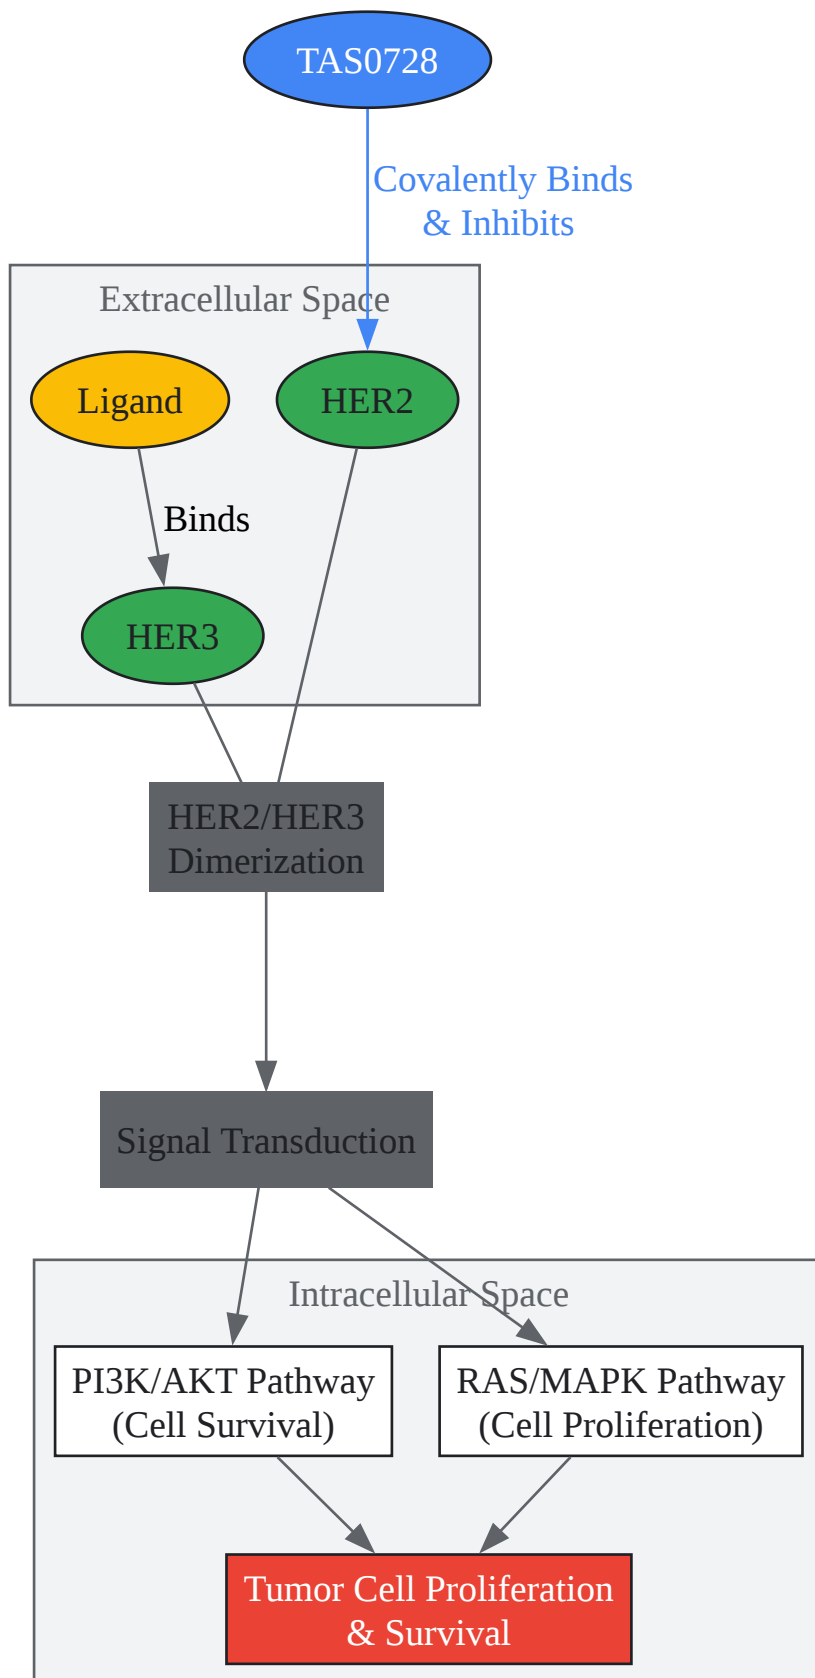 TAS0728
Covalently Binds
& Inhibits
Extracellular Space
Ligand
HER2
Binds
HER3
HER2/HER3
Dimerization
Signal Transduction
Intracellular Space
PI3K/AKT Pathway
(Cell Survival)
RAS/MAPK Pathway
(Cell Proliferation)
Tumor Cell Proliferation
& Survival